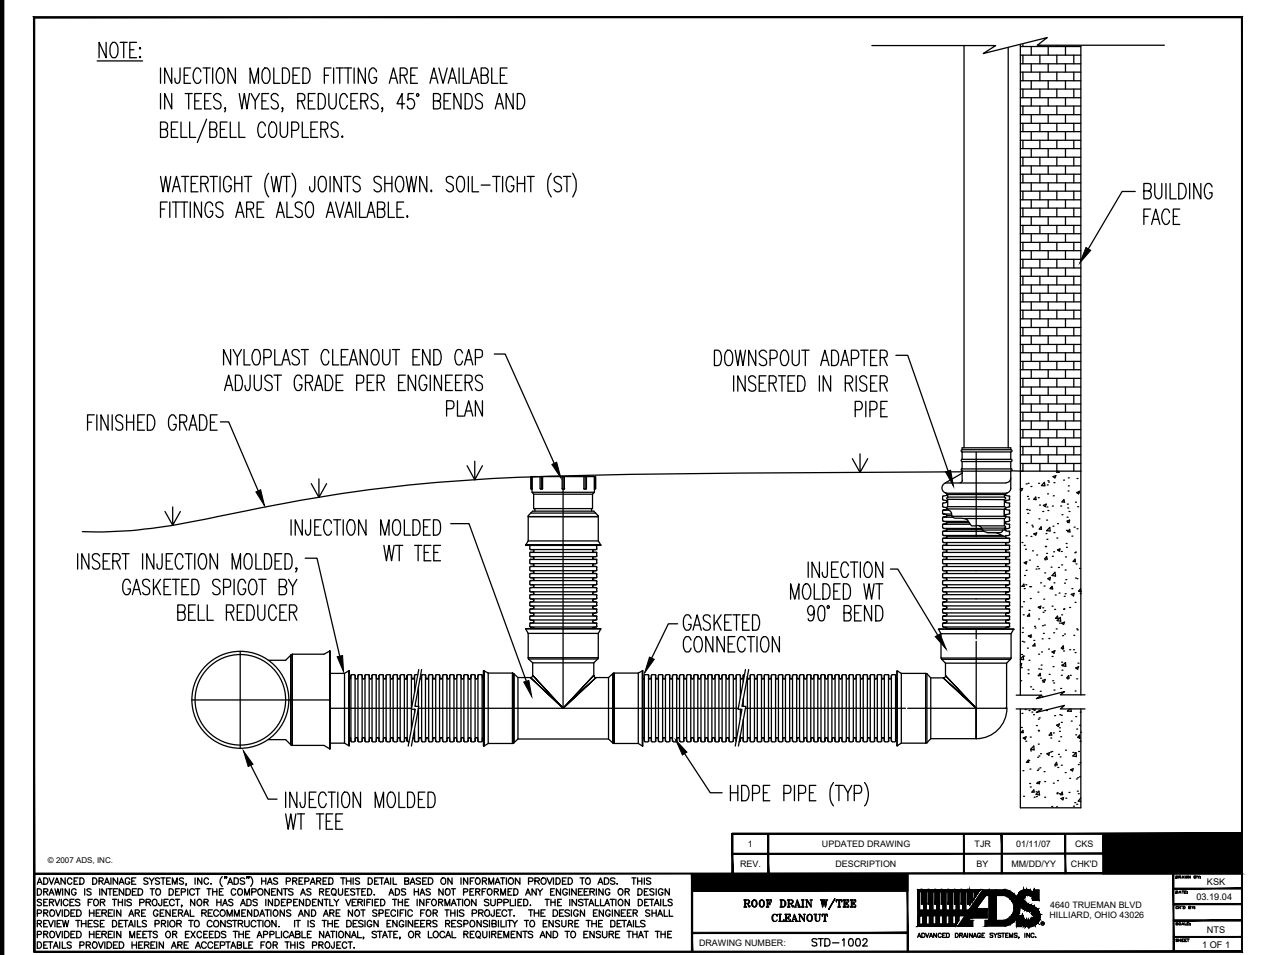 NOTE:
INJECTION MOLDED FITTING ARE AVAILABLE
IN TEES, WYES, REDUCERS, 45° BENDS AND
BELL/BELL COUPLERS.
WATERTIGHT (WT) JOINTS SHOWN. SOIL-TIGHT (ST)
FITTINGS ARE ALSO AVAILABLE.
BUILDING
FACE
NYLOPLAST CLEANOUT END CAP
ADJUST GRADE PER ENGINEERS
PLAN
DOWNSPOUT ADAPTER
INSERTED IN RISER
PIPE
FINISHED GRADE
INJECTION MOLDED
WT TEE
INSERT INJECTION MOLDED,
GASKETED SPIGOT BY
BELL REDUCER
INJECTION
MOLDED WT
90° BEND
GASKETED
CONNECTION
HDPE PIPE (TYP)
INJECTION MOLDED
WT TEE
© 2007 ADS, INC.
1 UPDATED DRAWING TJR 01/11/07 CKS
REV. DESCRIPTION BY MM/DD/YY CHK'D
ADVANCED DRAINAGE SYSTEMS, INC. ("ADS") HAS PREPARED THIS DETAIL BASED ON INFORMATION PROVIDED TO ADS. THIS
DRAWING IS INTENDED TO DEPICT THE COMPONENTS AS REQUESTED. ADS HAS NOT PERFORMED ANY ENGINEERING OR DESIGN
SERVICES FOR THIS PROJECT, NOR HAS ADS INDEPENDENTLY VERIFIED THE INFORMATION SUPPLIED. THE INSTALLATION DETAILS
PROVIDED HEREIN ARE GENERAL RECOMMENDATIONS AND ARE NOT SPECIFIC FOR THIS PROJECT. THE DESIGN ENGINEER SHALL
REVIEW THESE DETAILS PRIOR TO CONSTRUCTION. IT IS THE DESIGN ENGINEERS RESPONSIBILITY TO ENSURE THE DETAILS
PROVIDED HEREIN MEETS OR EXCEEDS THE APPLICABLE NATIONAL, STATE, OR LOCAL REQUIREMENTS AND TO ENSURE THAT THE
DETAILS PROVIDED HEREIN ARE ACCEPTABLE FOR THIS PROJECT.
ROOF DRAIN W/TEE
CLEANOUT
DRAWING NUMBER: STD-1002
ADS
ADVANCED DRAINAGE SYSTEMS, INC.
4640 TRUEMAN BLVD
HILLIARD, OHIO 43026
DRAWN BY: KSK
DATE: 03.19.04
CK'D BY:
SCALE: NTS
SHEET 1 OF 1